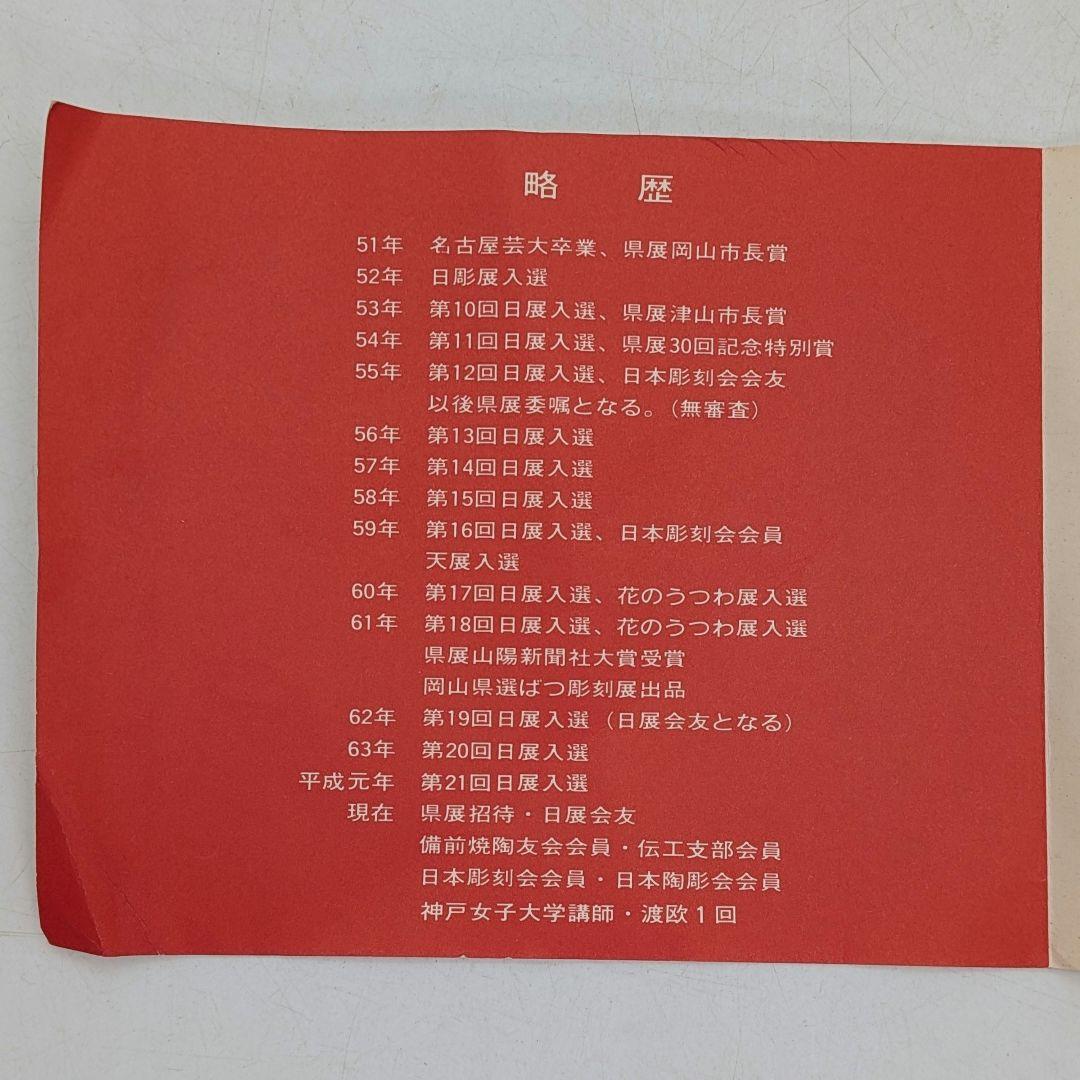 略 歴
51年 名古屋芸大卒業、県展岡山市長賞
52年 日彫展入選
53年 第10回日展入選、県展津山市長賞
54年 第11回日展入選、県展30回記念特別賞
55年 第12回日展入選、日本彫刻会会友
以後県展委嘱となる。(無審査)
56年 第13回日展入選
57年 第14回日展入選
58年 第15回日展入選
59年 第16回日展入選、日本彫刻会会員
天展入選
60年 第17回日展入選、花のうつわ展入選
61年 第18回日展入選、花のうつわ展入選
県展山陽新聞社大賞受賞
岡山県選ばつ彫刻展出品
62年 第19回日展入選(日展会友となる)
63年 第20回日展入選
平成元年 第21回日展入選
現在 県展招待・日展会友
備前焼陶友会会員・伝工支部会員
日本彫刻会会員・日本陶彫会会員
神戸女子大学講師・渡欧1回